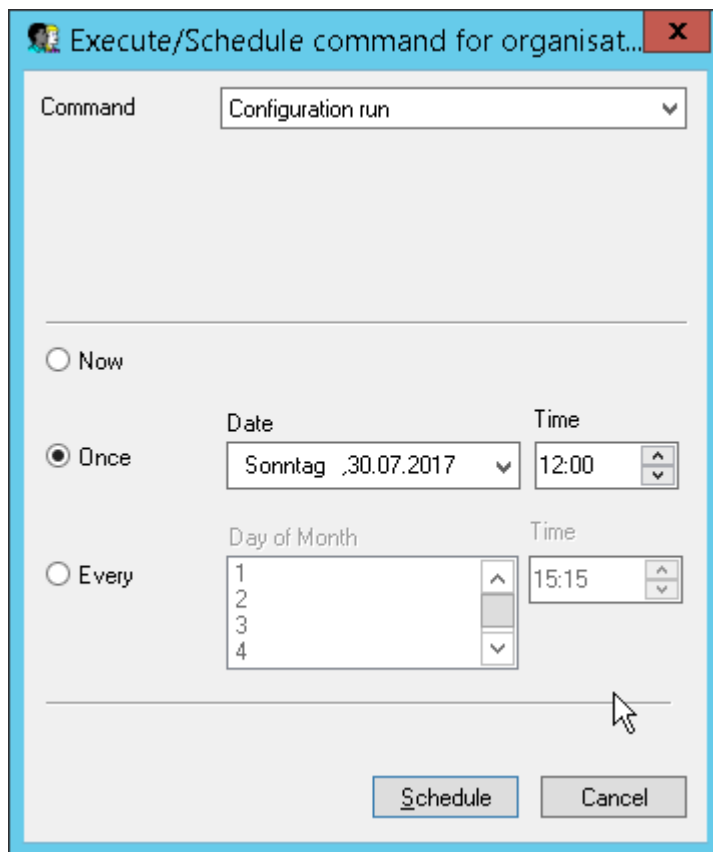 Execute/Schedule command for organisat...
Command
Configuration run
Now
Date
Time
Once
Sonntag ,30.07.2017
12:00
Day of Month
Time
Every
1
2
3
4
15:15
Schedule
Cancel